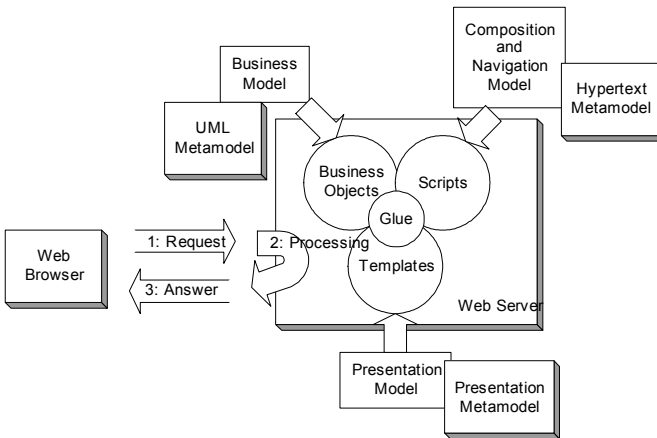 Composition
and
Navigation
Model
Hypertext
Metamodel
Business
Model
UML
Metamodel
Business
Objects
Scripts
Glue
Templates
Web Server
Web
Browser
1: Request
2: Processing
3: Answer
Presentation
Model
Presentation
Metamodel